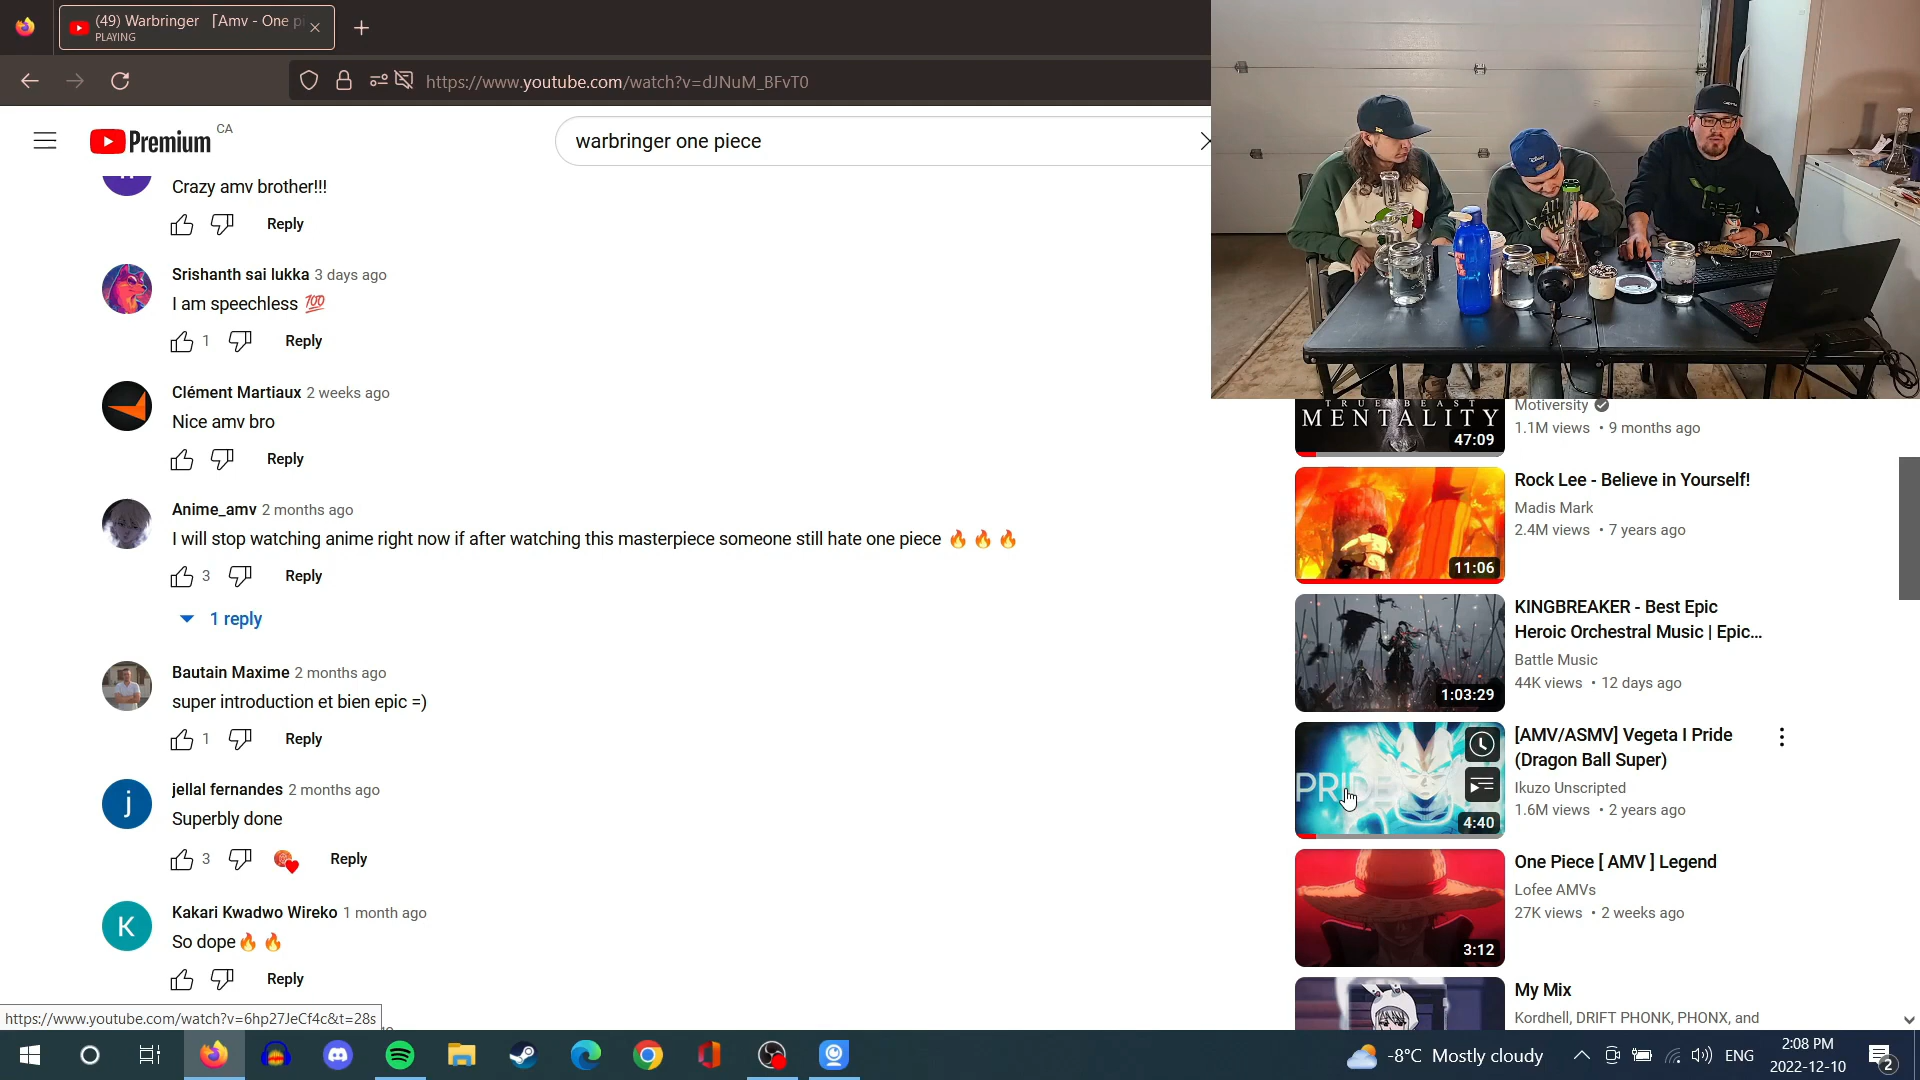 (49) Warbringer 「Amv - One pi
PLAYING
https://www.youtube.com/watch?v=dJNuM_BFvT0
Premium CA
warbringer one piece
Crazy amv brother!!!
Reply
Srishanth sai lukka 3 days ago
I am speechless 💯
1 Reply
Clément Martiaux 2 weeks ago
Nice amv bro
Reply
Anime_amv 2 months ago
I will stop watching anime right now if after watching this masterpiece someone still hate one piece 🔥 🔥 🔥
3 Reply
1 reply
Bautain Maxime 2 months ago
super introduction et bien epic =)
1 Reply
j
jellal fernandes 2 months ago
Superbly done
3 Reply
K
Kakari Kwadwo Wireko 1 month ago
So dope🔥 🔥
Reply
https://www.youtube.com/watch?v=6hp27JeCf4c&t=28s
TRUE BEAST
MENTALITY
47:09
Motiversity
1.1M views • 9 months ago
11:06
Rock Lee - Believe in Yourself!
Madis Mark
2.4M views • 7 years ago
1:03:29
KINGBREAKER - Best Epic
Heroic Orchestral Music | Epic...
Battle Music
44K views • 12 days ago
PRIDE
4:40
[AMV/ASMV] Vegeta I Pride
(Dragon Ball Super)
Ikuzo Unscripted
1.6M views • 2 years ago
3:12
One Piece [ AMV ] Legend
Lofee AMVs
27K views • 2 weeks ago
My Mix
Kordhell, DRIFT PHONK, PHONX, and
-8°C Mostly cloudy
ENG
2:08 PM
2022-12-10
2